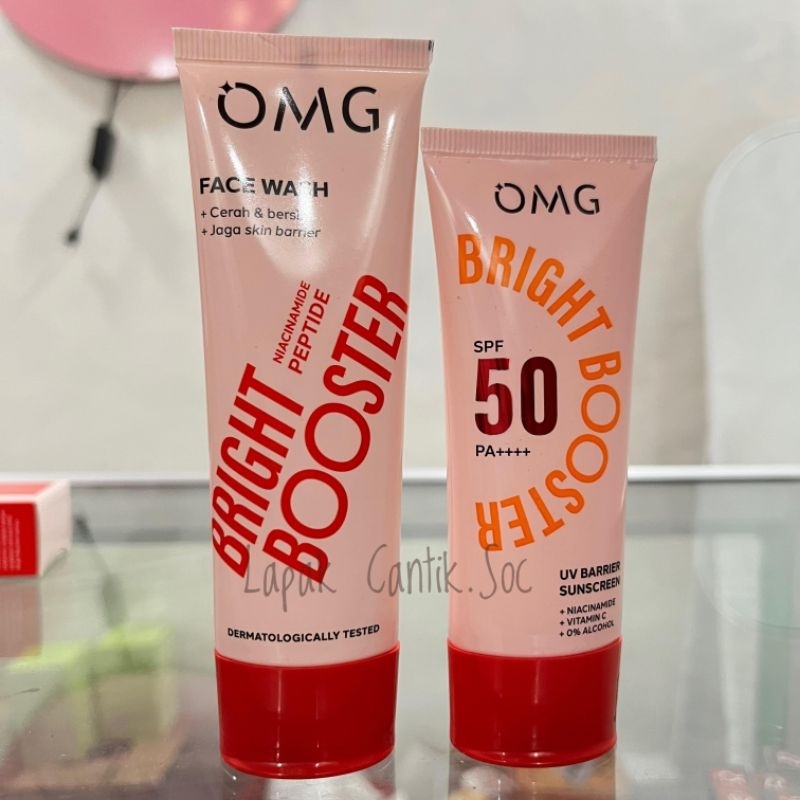 OMG
FACE WASH
+ Cerah &
+ Jaga skin barrier
NIACINAMIDE
PEPTIDE
BRIGHT
BOOSTER
DERMATOLOGICALLY TESTED
OMG
BRIGHT BOOSTER
SPF
50
PA++++
UV BARRIER
SUNSCREEN
+ NIACINAMIDE
+ VITAMIN C
+ 0% ALCOHOL
Lapak Cantik.Soc